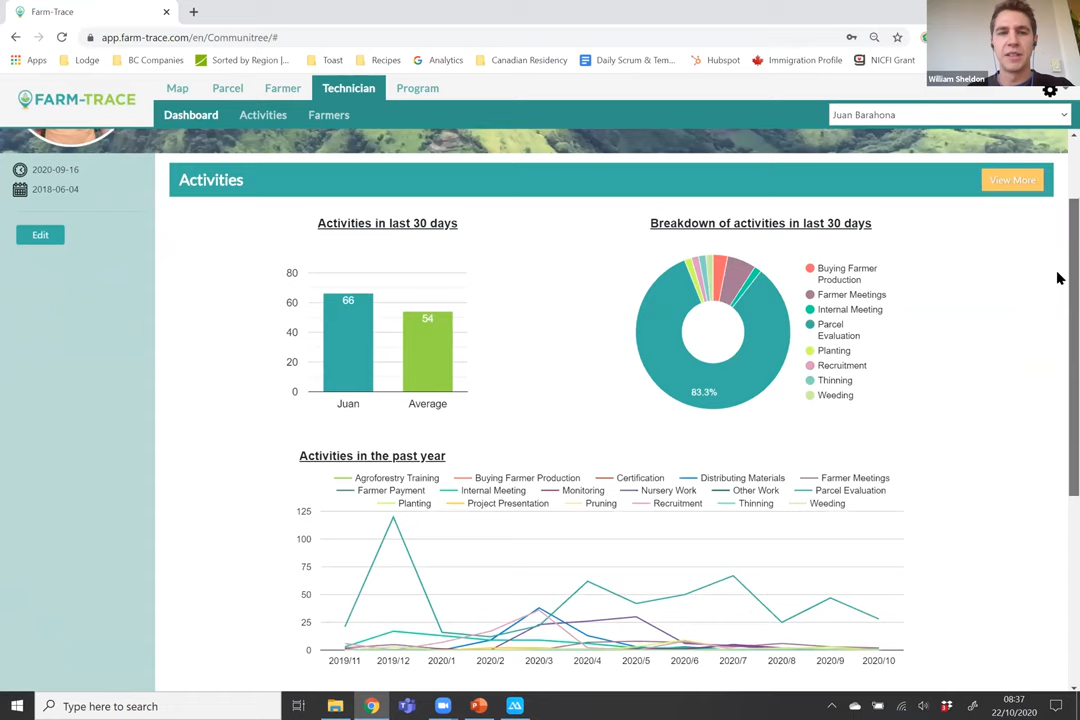 Farm-Trace
app.farm-trace.com/en/Communitree/#
Apps Lodge BC Companies Sorted by Region |... Toast Recipes Analytics Canadian Residency Daily Scrum & Tem... Hubspot Immigration Profile NICFI Grant
William Sheldon
FARM-TRACE
Map Parcel Farmer Technician Program
Dashboard Activities Farmers
Juan Barahona
2020-09-16
2018-06-04
Edit
Activities
View More
Activities in last 30 days
80
60
40
20
0
66
54
Juan Average
Breakdown of activities in last 30 days
83.3%
Buying Farmer
Production
Farmer Meetings
Internal Meeting
Parcel
Evaluation
Planting
Recruitment
Thinning
Weeding
Activities in the past year
Agroforestry Training Buying Farmer Production Certification Distributing Materials Farmer Meetings
Farmer Payment Internal Meeting Monitoring Nursery Work Other Work Parcel Evaluation
Planting Project Presentation Pruning Recruitment Thinning Weeding
125
100
75
50
25
0
2019/11 2019/12 2020/1 2020/2 2020/3 2020/4 2020/5 2020/6 2020/7 2020/8 2020/9 2020/10
Type here to search
08:37
22/10/2020